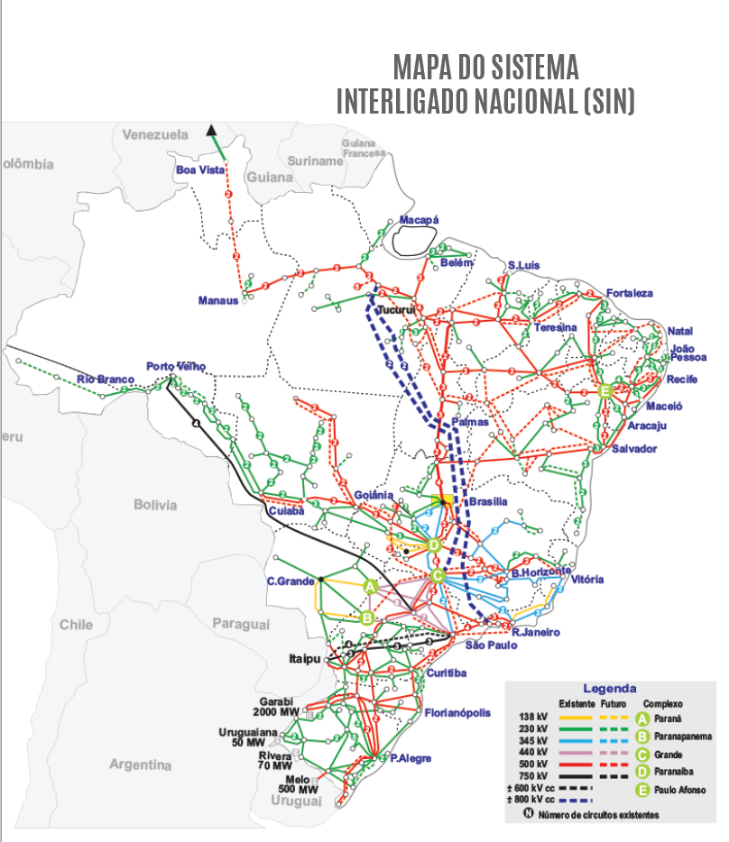 MAPA DO SISTEMA
INTERLIGADO NACIONAL (SIN)
Venezuela
Guiana
Francesa
Suriname
olômbia
Boa Vista
Guiana
Macapá
Belém
S.Luís
Manaus
Fortaleza
Tucuruí
Teresina
Natal
João
Pessoa
Porto Velho
Rio Branco
Recife
E
Maceió
Palmas
Aracaju
eru
Salvador
Goiânia
Brasília
Bolivia
Cuiabá
D
B.Horizonte
C
Vitória
C.Grande
A
B
Chile
Paraguai
R.Janeiro
São Paulo
Itaipu
Curitiba
Garabi
2000 MW
Florianópolis
Uruguaiana
50 MW
Rivera
70 MW
P.Alegre
Argentina
Melo
500 MW
Uruguai
Legenda
Existente Futuro Complexo
138 kV A Paraná
230 kV B Paranapanema
345 kV C Grande
440 kV D Paranaíba
500 kV E Paulo Afonso
750 kV
± 600 kV cc
± 800 kV cc
N Número de circuitos existentes